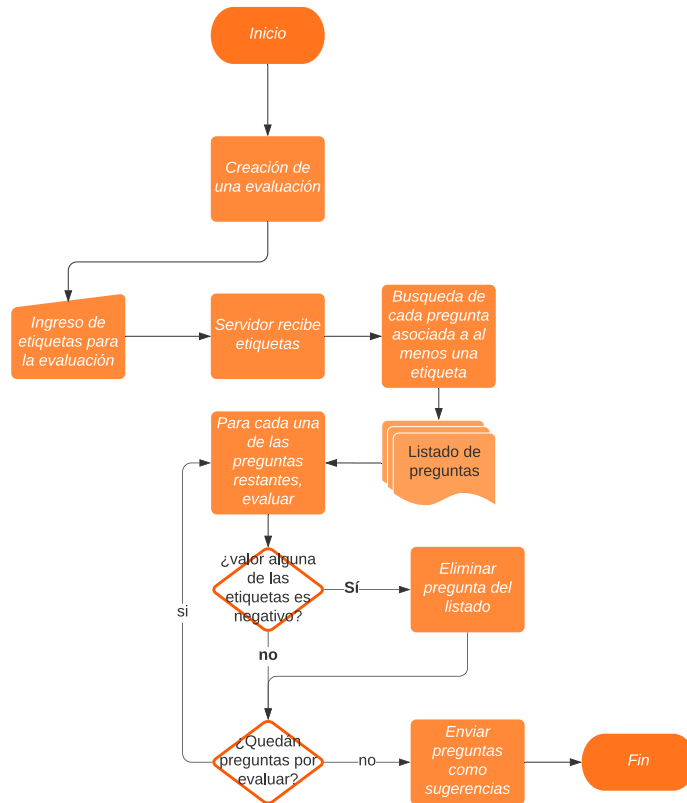 Inicio
Creación de
una evaluación
Ingreso de
etiquetas para
la evaluación
Servidor recibe
etiquetas
Busqueda de
cada pregunta
asociada a al
menos una
etiqueta
Listado de
preguntas
Para cada una
de las
preguntas
restantes,
evaluar
¿valor alguna
de las
etiquetas es
negativo?
Sí
Eliminar
pregunta del
listado
si
no
¿Quedán
preguntas por
evaluar?
no
Enviar
preguntas
como
sugerencias
Fin